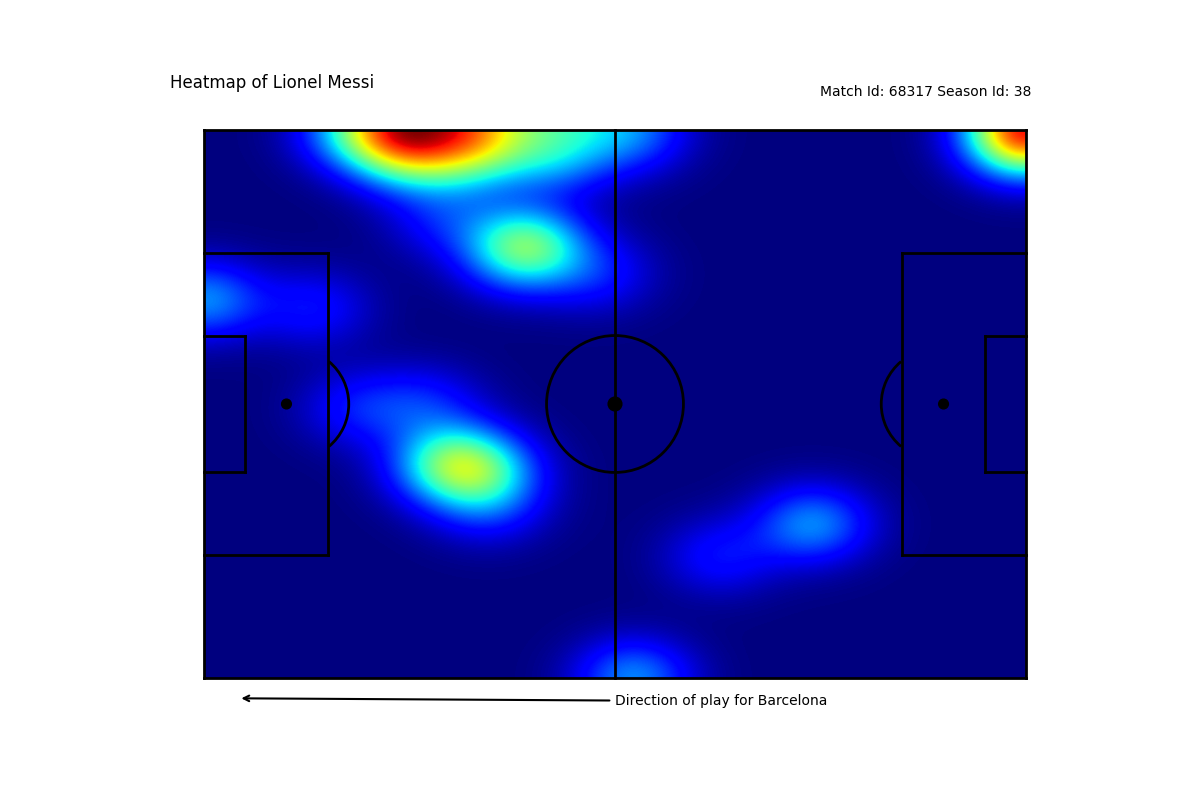 Heatmap of Lionel Messi
Match Id: 68317 Season Id: 38
Direction of play for Barcelona